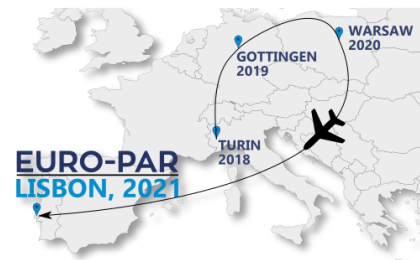 WARSAW
2020
GOTTINGEN
2019
TURIN
2018
EURO-PAR
LISBON, 2021